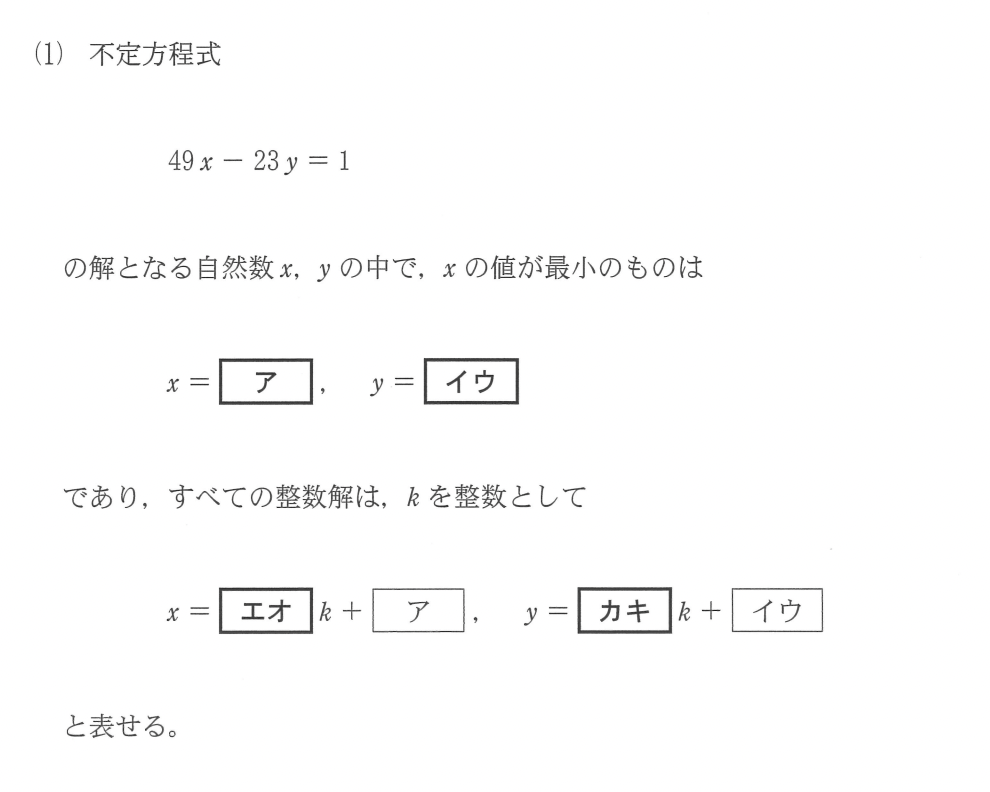 (1) 不定方程式
49x − 23y = 1
の解となる自然数 x, y の中で, x の値が最小のものは
x = ア , y = イウ
であり, すべての整数解は, k を整数として
x = エオ k + ア , y = カキ k + イウ
と表せる。